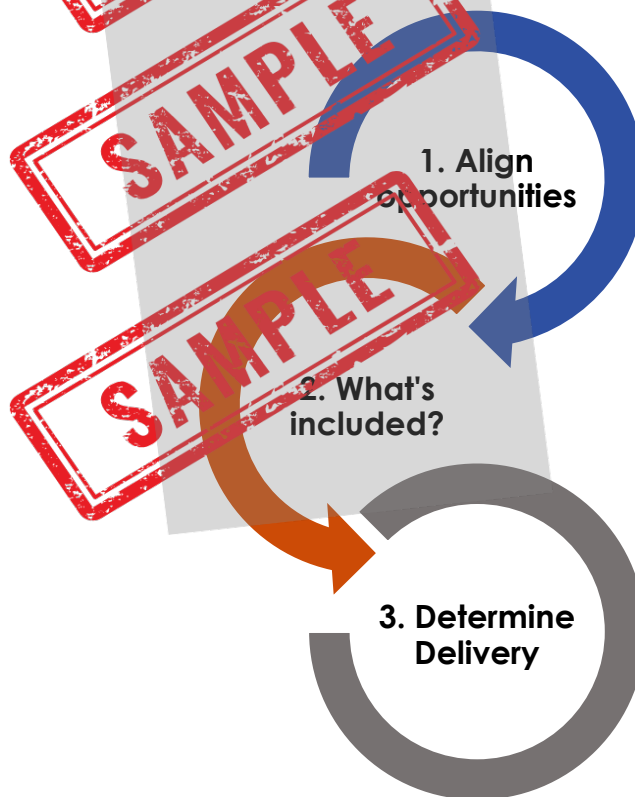 SAMPLE
1. Align
opportunities
SAMPLE
2. What's
included?
3. Determine
Delivery